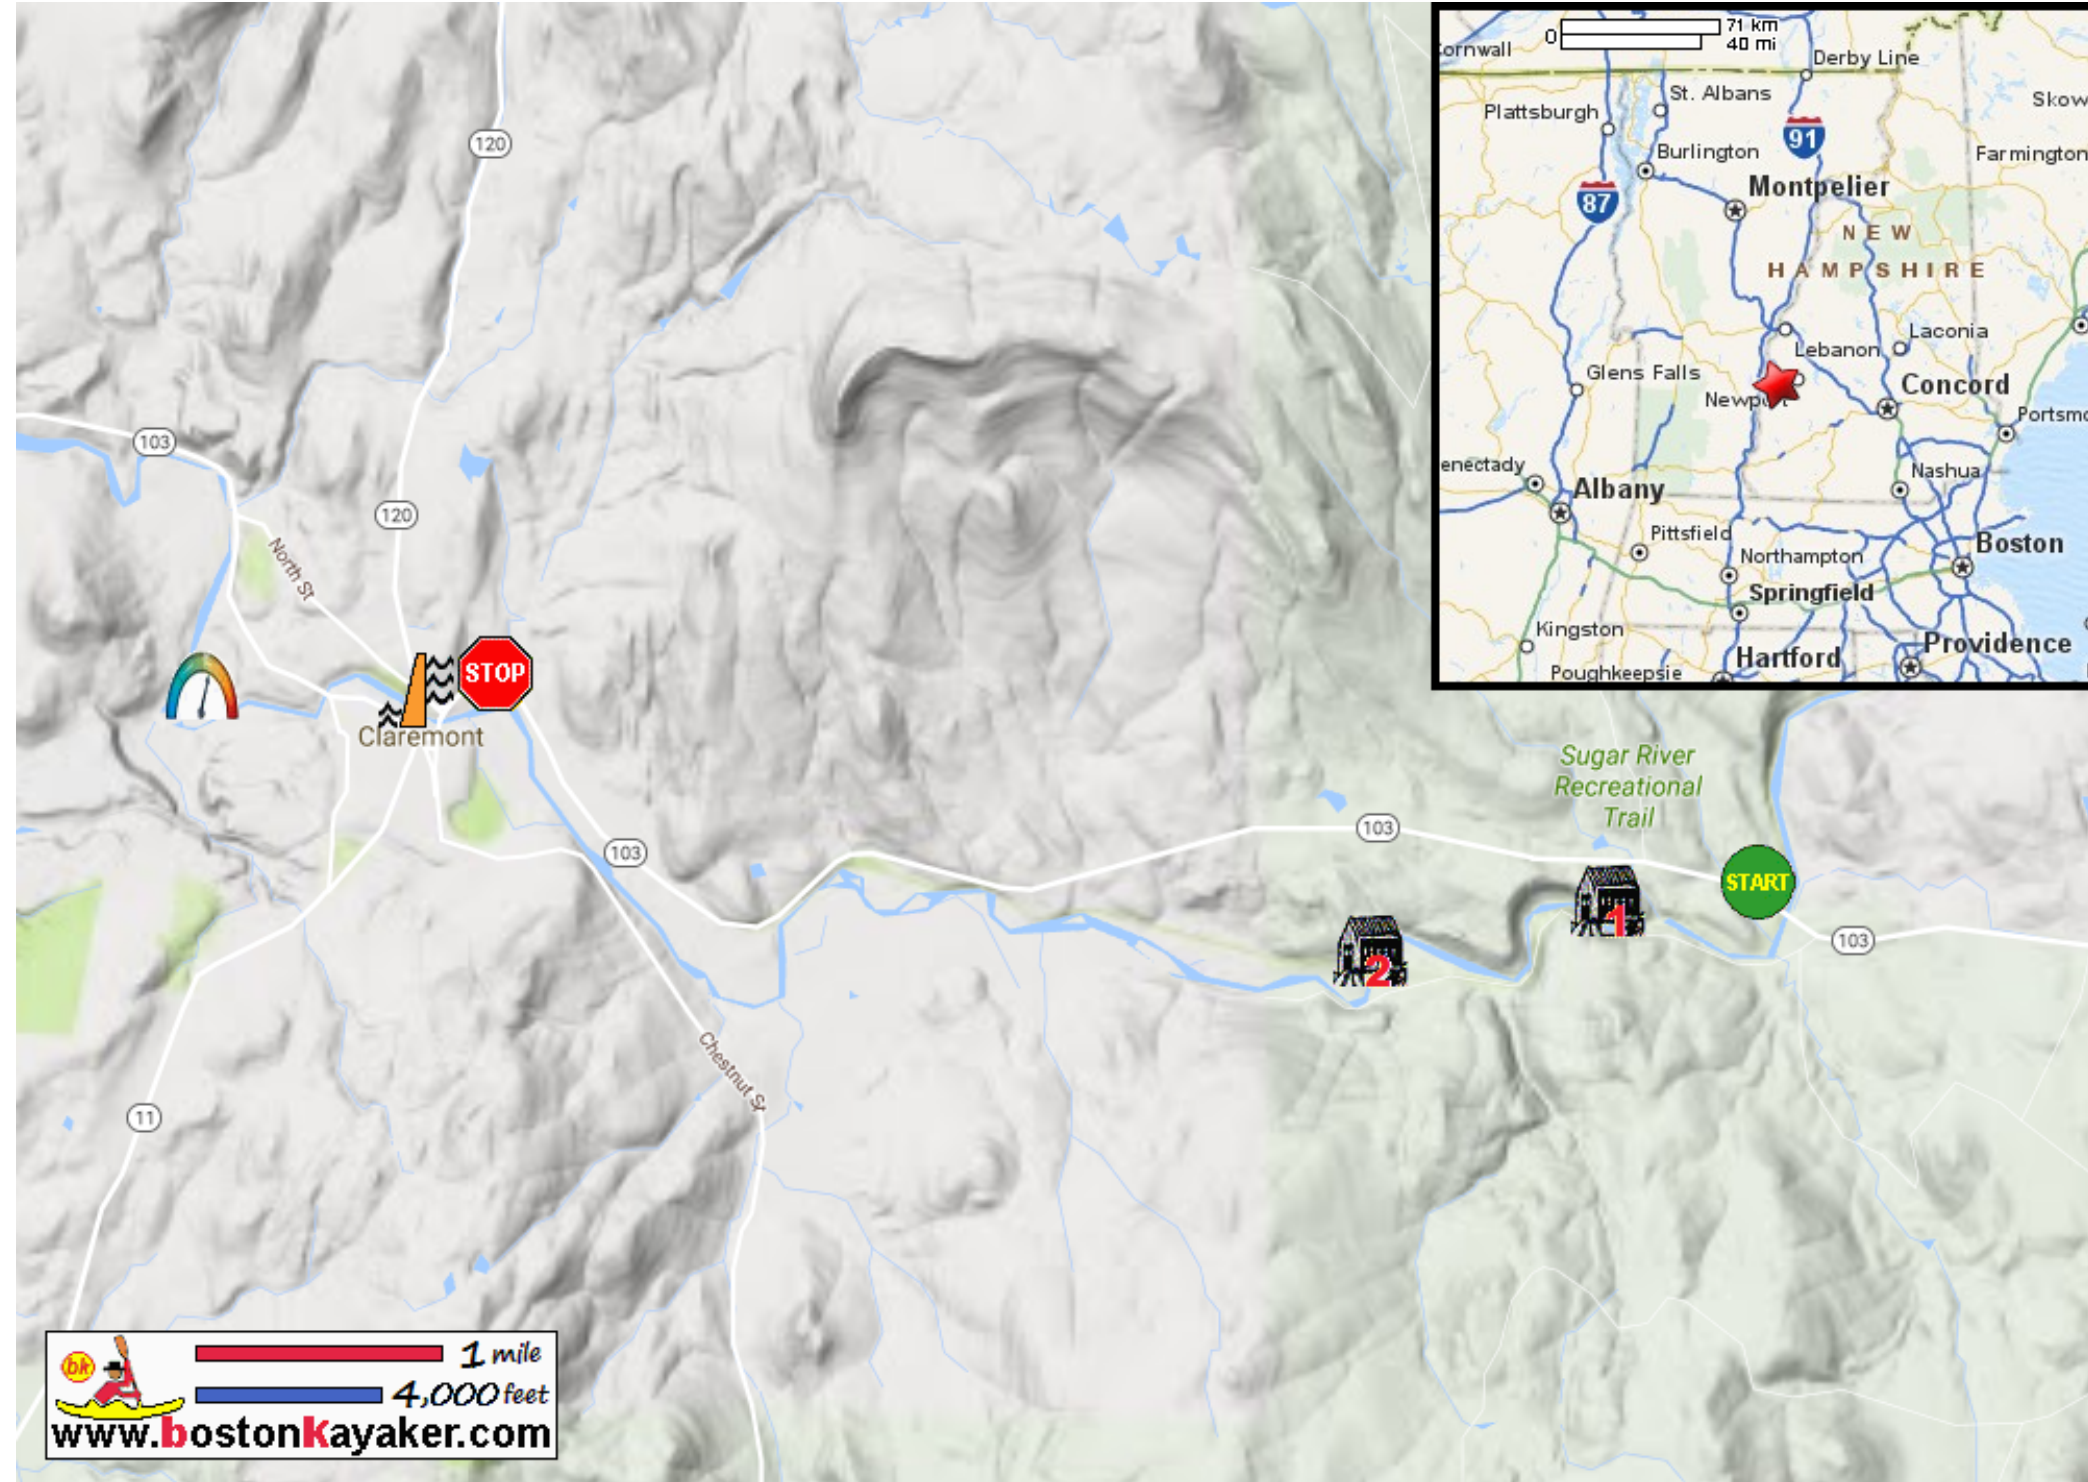 120
103
120
North St
STOP
Claremont
103
103
Sugar River
Recreational
Trail
START
1
2
103
Chestnut St
11
0
71 km
40 mi
Derby Line
St. Albans
Plattsburgh
91
Burlington
Farmington
Montpelier
87
NEW
HAMPSHIRE
Laconia
Lebanon
Glens Falls
Concord
Albany
Nashua
Pittsfield
Northampton
Boston
Springfield
Kingston
Providence
Hartford
Poughkeepsie
bk
1 mile
4,000 feet
www.bostonkayaker.com